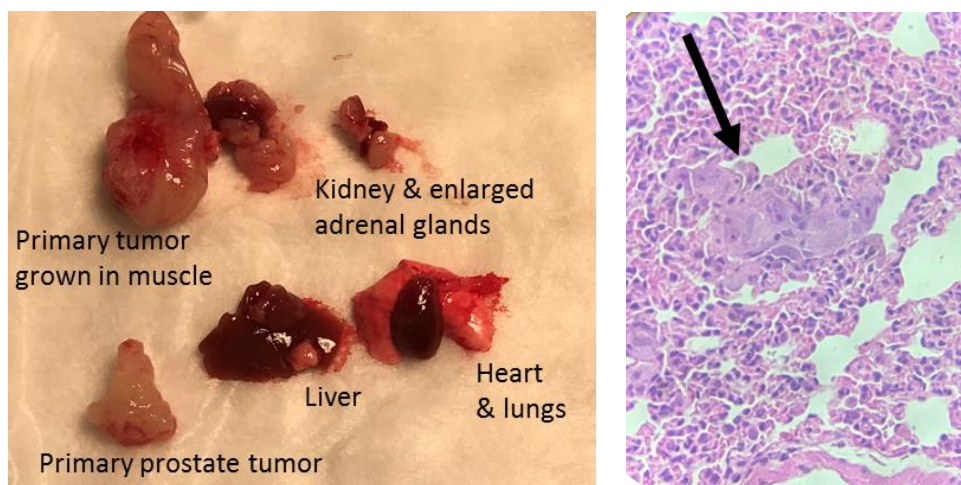 Kidney & enlarged
adrenal glands
Primary tumor
grown in muscle
Liver
Heart
& lungs
Primary prostate tumor